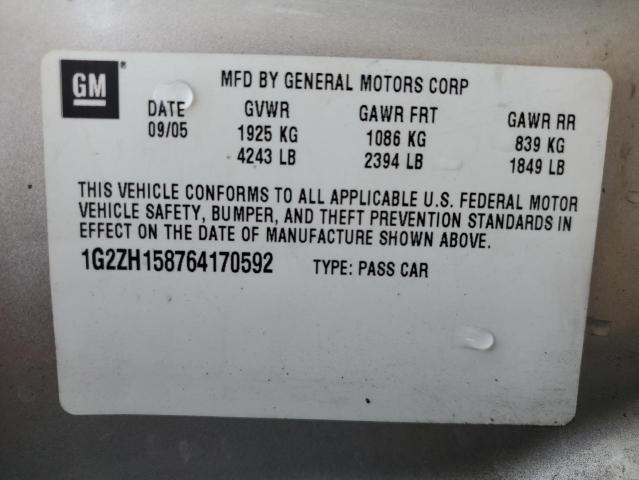 GM®
MFD BY GENERAL MOTORS CORP
DATE GVWR GAWR FRT GAWR RR
09/05 1925 KG 1086 KG 839 KG
4243 LB 2394 LB 1849 LB
THIS VEHICLE CONFORMS TO ALL APPLICABLE U.S. FEDERAL MOTOR
VEHICLE SAFETY, BUMPER, AND THEFT PREVENTION STANDARDS IN
EFFECT ON THE DATE OF MANUFACTURE SHOWN ABOVE.
1G2ZH158764170592 TYPE: PASS CAR